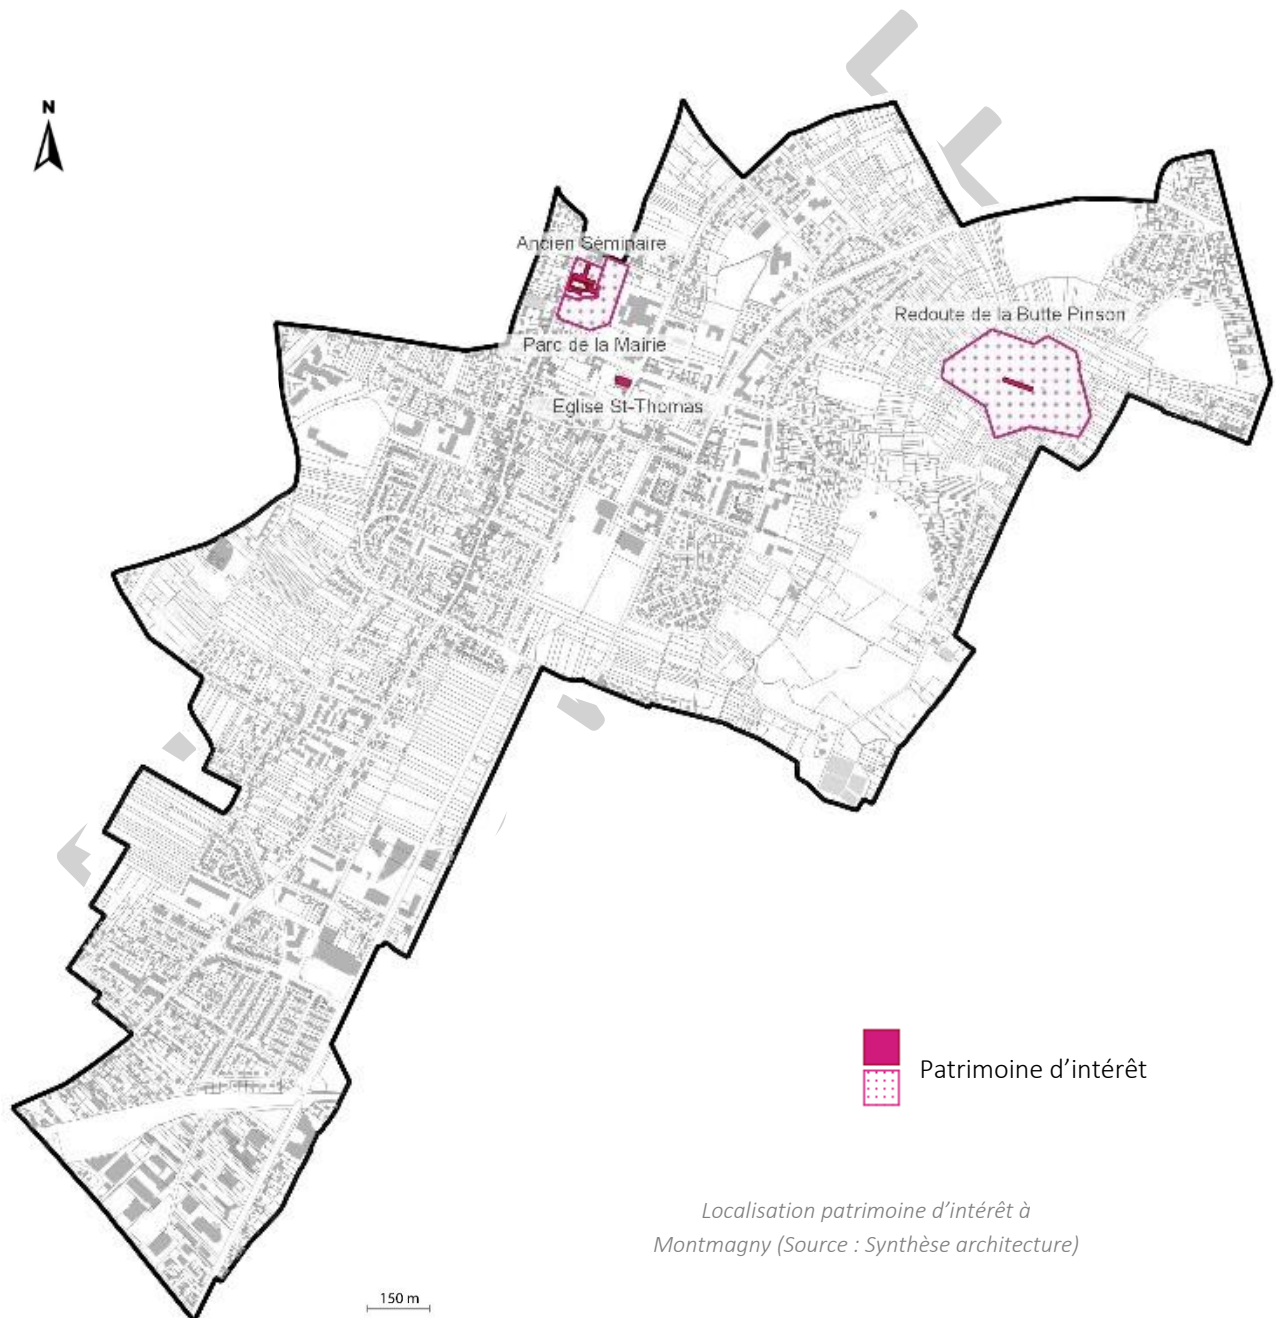 N
Ancien Séminaire
Redoute de la Butte Pinson
Parc de la Mairie
Eglise St-Thomas
Patrimoine d'intérêt
Localisation patrimoine d'intérêt à
Montmagny (Source : Synthèse architecture)
150 m